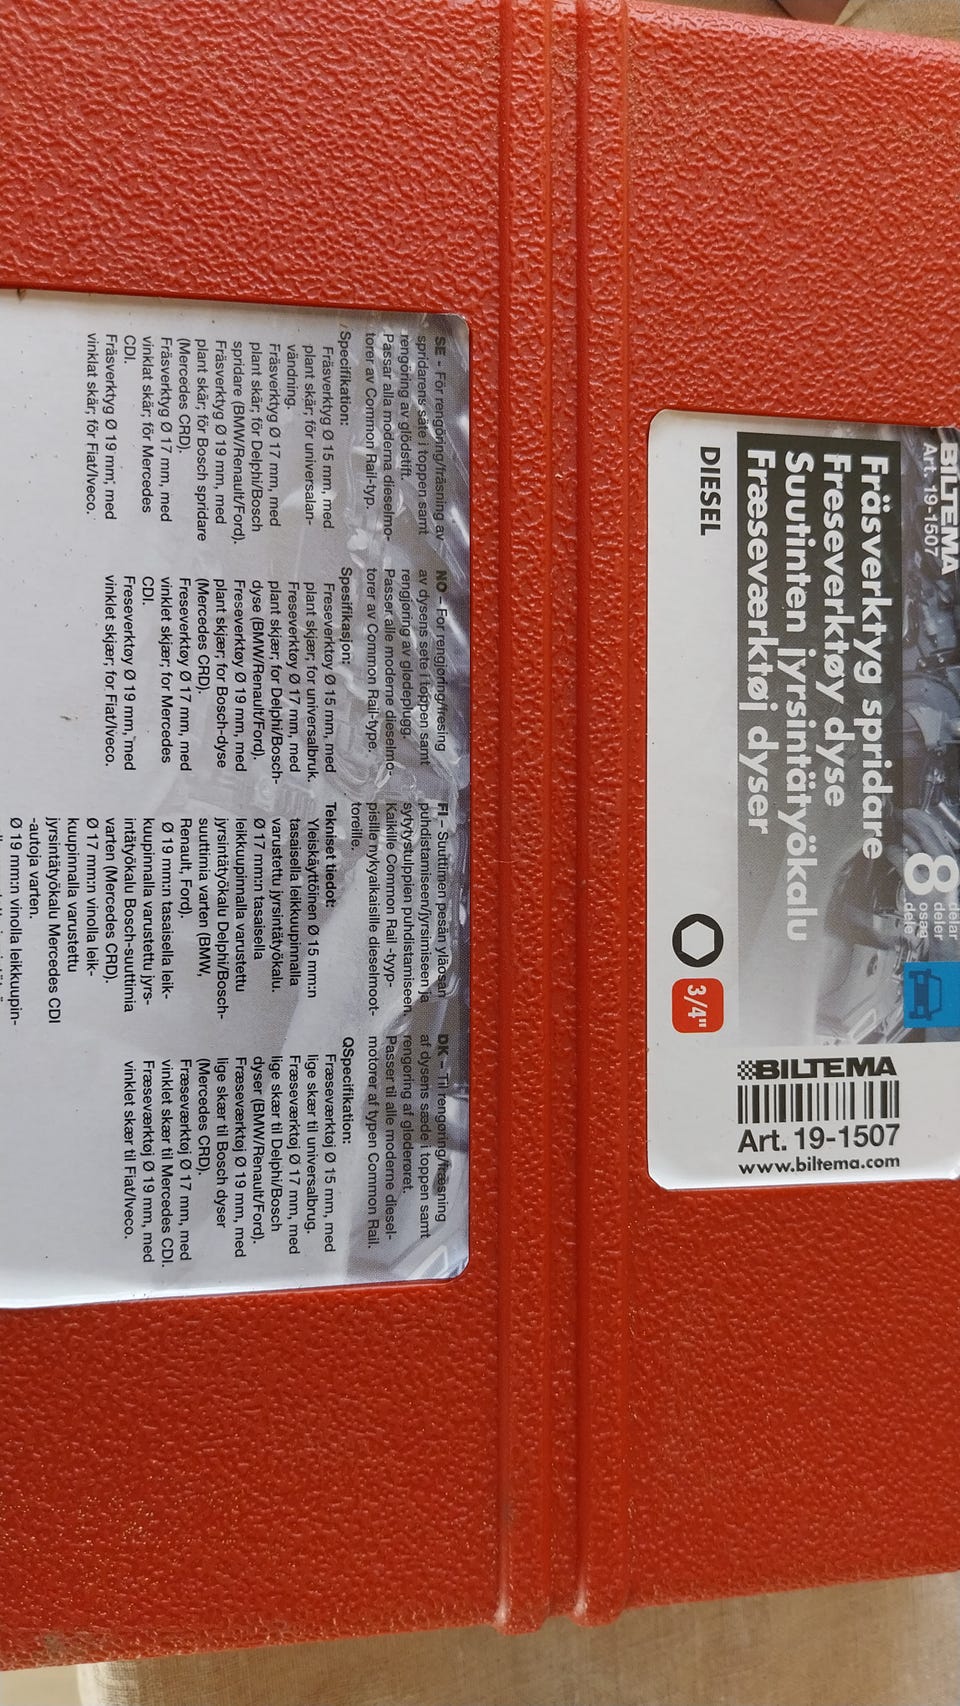 BILTEMA
Art. 19-1507
Fräsverktyg spridare
Freseverktøy dyse
Suutinten jyrsintätyökalu
Fræseværktøj dyser
DIESEL
8
delar
deler
osaa
dele
3/4"
BILTEMA
Art. 19-1507
www.biltema.com
SE - För rengöring/fräsning av
spridarens säte i toppen samt
rengöring av glödstift.
Passar alla moderna dieselmo-
torer av Common Rail-typ.
Specifikation:
Fräsverktyg Ø 15 mm, med
plant skär; för universalan-
vändning.
Fräsverktyg Ø 17 mm, med
plant skär; för Delphi/Bosch
spridare (BMW/Renault/Ford).
Fräsverktyg Ø 19 mm, med
plant skär; för Bosch spridare
(Mercedes CRD).
Fräsverktyg Ø 17 mm, med
vinklat skär; för Mercedes
CDI.
Fräsverktyg Ø 19 mm; med
vinklat skär; för Fiat/Iveco.
NO – For rengjøring/fresing
av dysens sete i toppen samt
rengjøring av glødeplugg.
Passer alle moderne dieselmo-
torer av Common Rail-type.
Spesifikasjon:
Freseverktøy Ø 15 mm, med
plant skjær; for universalbruk.
Freseverktøy Ø 17 mm, med
plant skjær; for Delphi/Bosch-
dyse (BMW/Renault/Ford).
Freseverktøy Ø 19 mm, med
plant skjær; for Bosch-dyse
(Mercedes CRD).
Freseverktøy Ø 17 mm, med
vinklet skjær; for Mercedes
CDI.
Freseverktøy Ø 19 mm, med
vinklet skjær; for Fiat/Iveco.
FI – Suuttimen pesän yläosan
puhdistamiseen/jyrsimiseen ja
sytytystulppien puhdistamiseen.
Kaikille Common Rail -tyyp-
pisille nykyaikaisille dieselmoot-
toreille.
Tekniset tiedot:
Yleiskäyttöinen Ø 15 mm:n
tasaisella leikkuupinnalla
varustettu jyrsintätyökalu.
Ø 17 mm:n tasaisella
leikkuupinnalla varustettu
jyrsintätyökalu Delphi/Bosch-
suuttimia varten (BMW,
Renault, Ford).
Ø 19 mm:n tasaisella leik-
kuupinnalla varustettu jyrs-
intätyökalu Bosch-suuttimia
varten (Mercedes CRD).
Ø 17 mm:n vinolla leik-
kuupinnalla varustettu
jyrsintätyökalu Mercedes CDI
-autoja varten.
Ø 19 mm:n vinolla leikkuupin-
DK – Til rengøring/fræsning
af dysens sæde i toppen samt
rengøring af gløderøret.
Passer til alle moderne diesel-
motorer af typen Common Rail.
QSpecifikation:
Fræseværktøj Ø 15 mm, med
lige skær til universalbrug.
Fræseværktøj Ø 17 mm, med
lige skær til Delphi/Bosch
dyser (BMW/Renault/Ford).
Fræseværktøj Ø 19 mm, med
lige skær til Bosch dyser
(Mercedes CRD).
Fræseværktøj Ø 17 mm, med
vinklet skær til Mercedes CDI.
Fræseværktøj Ø 19 mm, med
vinklet skær til Fiat/Iveco.